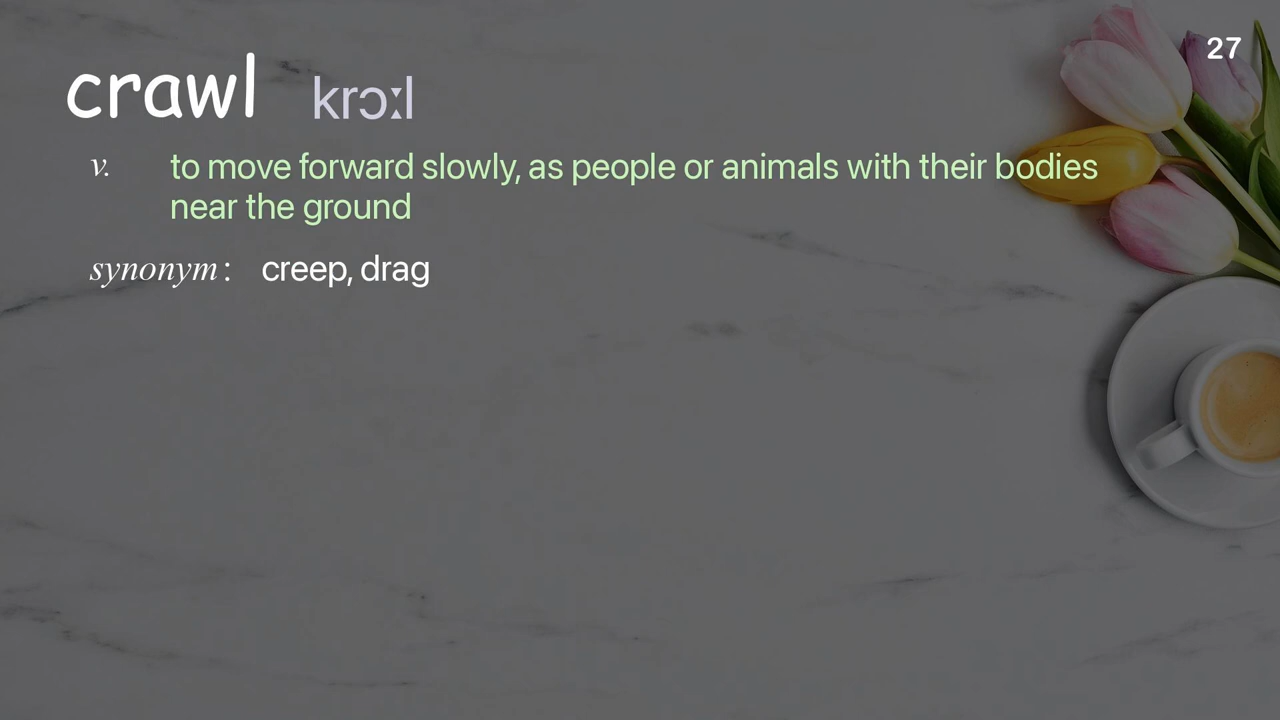 27
crawl krɔːl
v. to move forward slowly, as people or animals with their bodies
near the ground
synonym: creep, drag